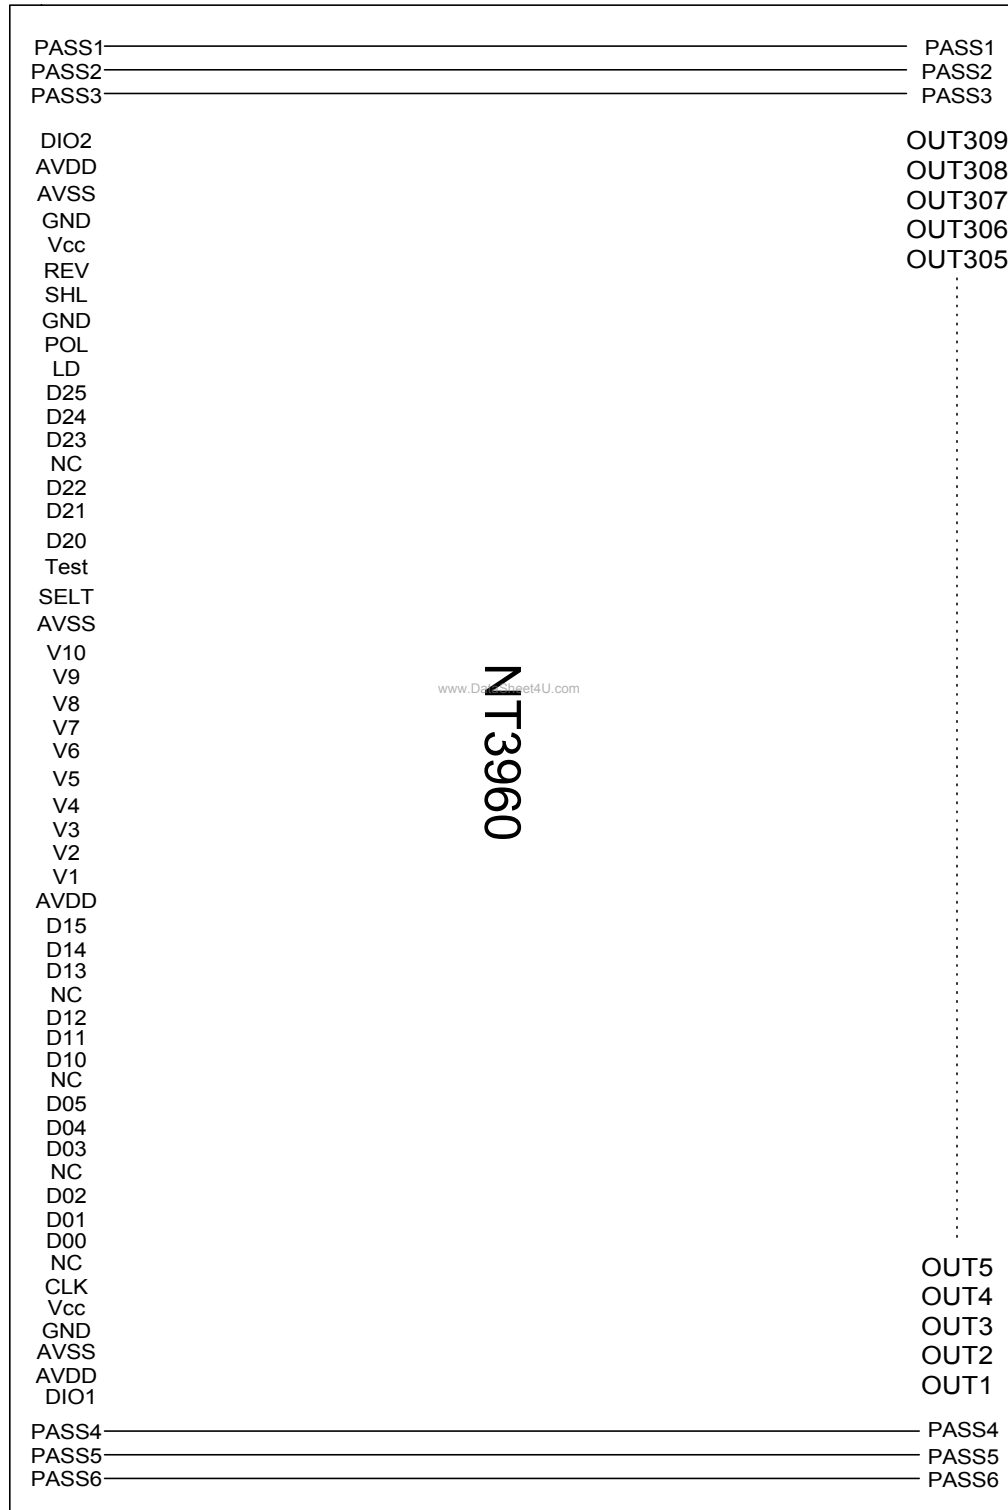 PASS1 PASS1
PASS2 PASS2
PASS3 PASS3
DIO2 OUT309
AVDD OUT308
AVSS OUT307
GND OUT306
Vcc
REV OUT305
SHL
GND
POL
LD
D25
D24
D23
NC
D22
D21
D20
Test
SELT
AVSS
V10
V9
www.DataSheet4U.com
V8
V7
NT3960
V6
V5
V4
V3
V2
V1
AVDD
D15
D14
D13
NC
D12
D11
D10
NC
D05
D04
D03
NC
D02
D01
D00
NC OUT5
CLK
Vcc OUT4
GND OUT3
AVSS OUT2
AVDD OUT1
DIO1
PASS4 PASS4
PASS5 PASS5
PASS6 PASS6